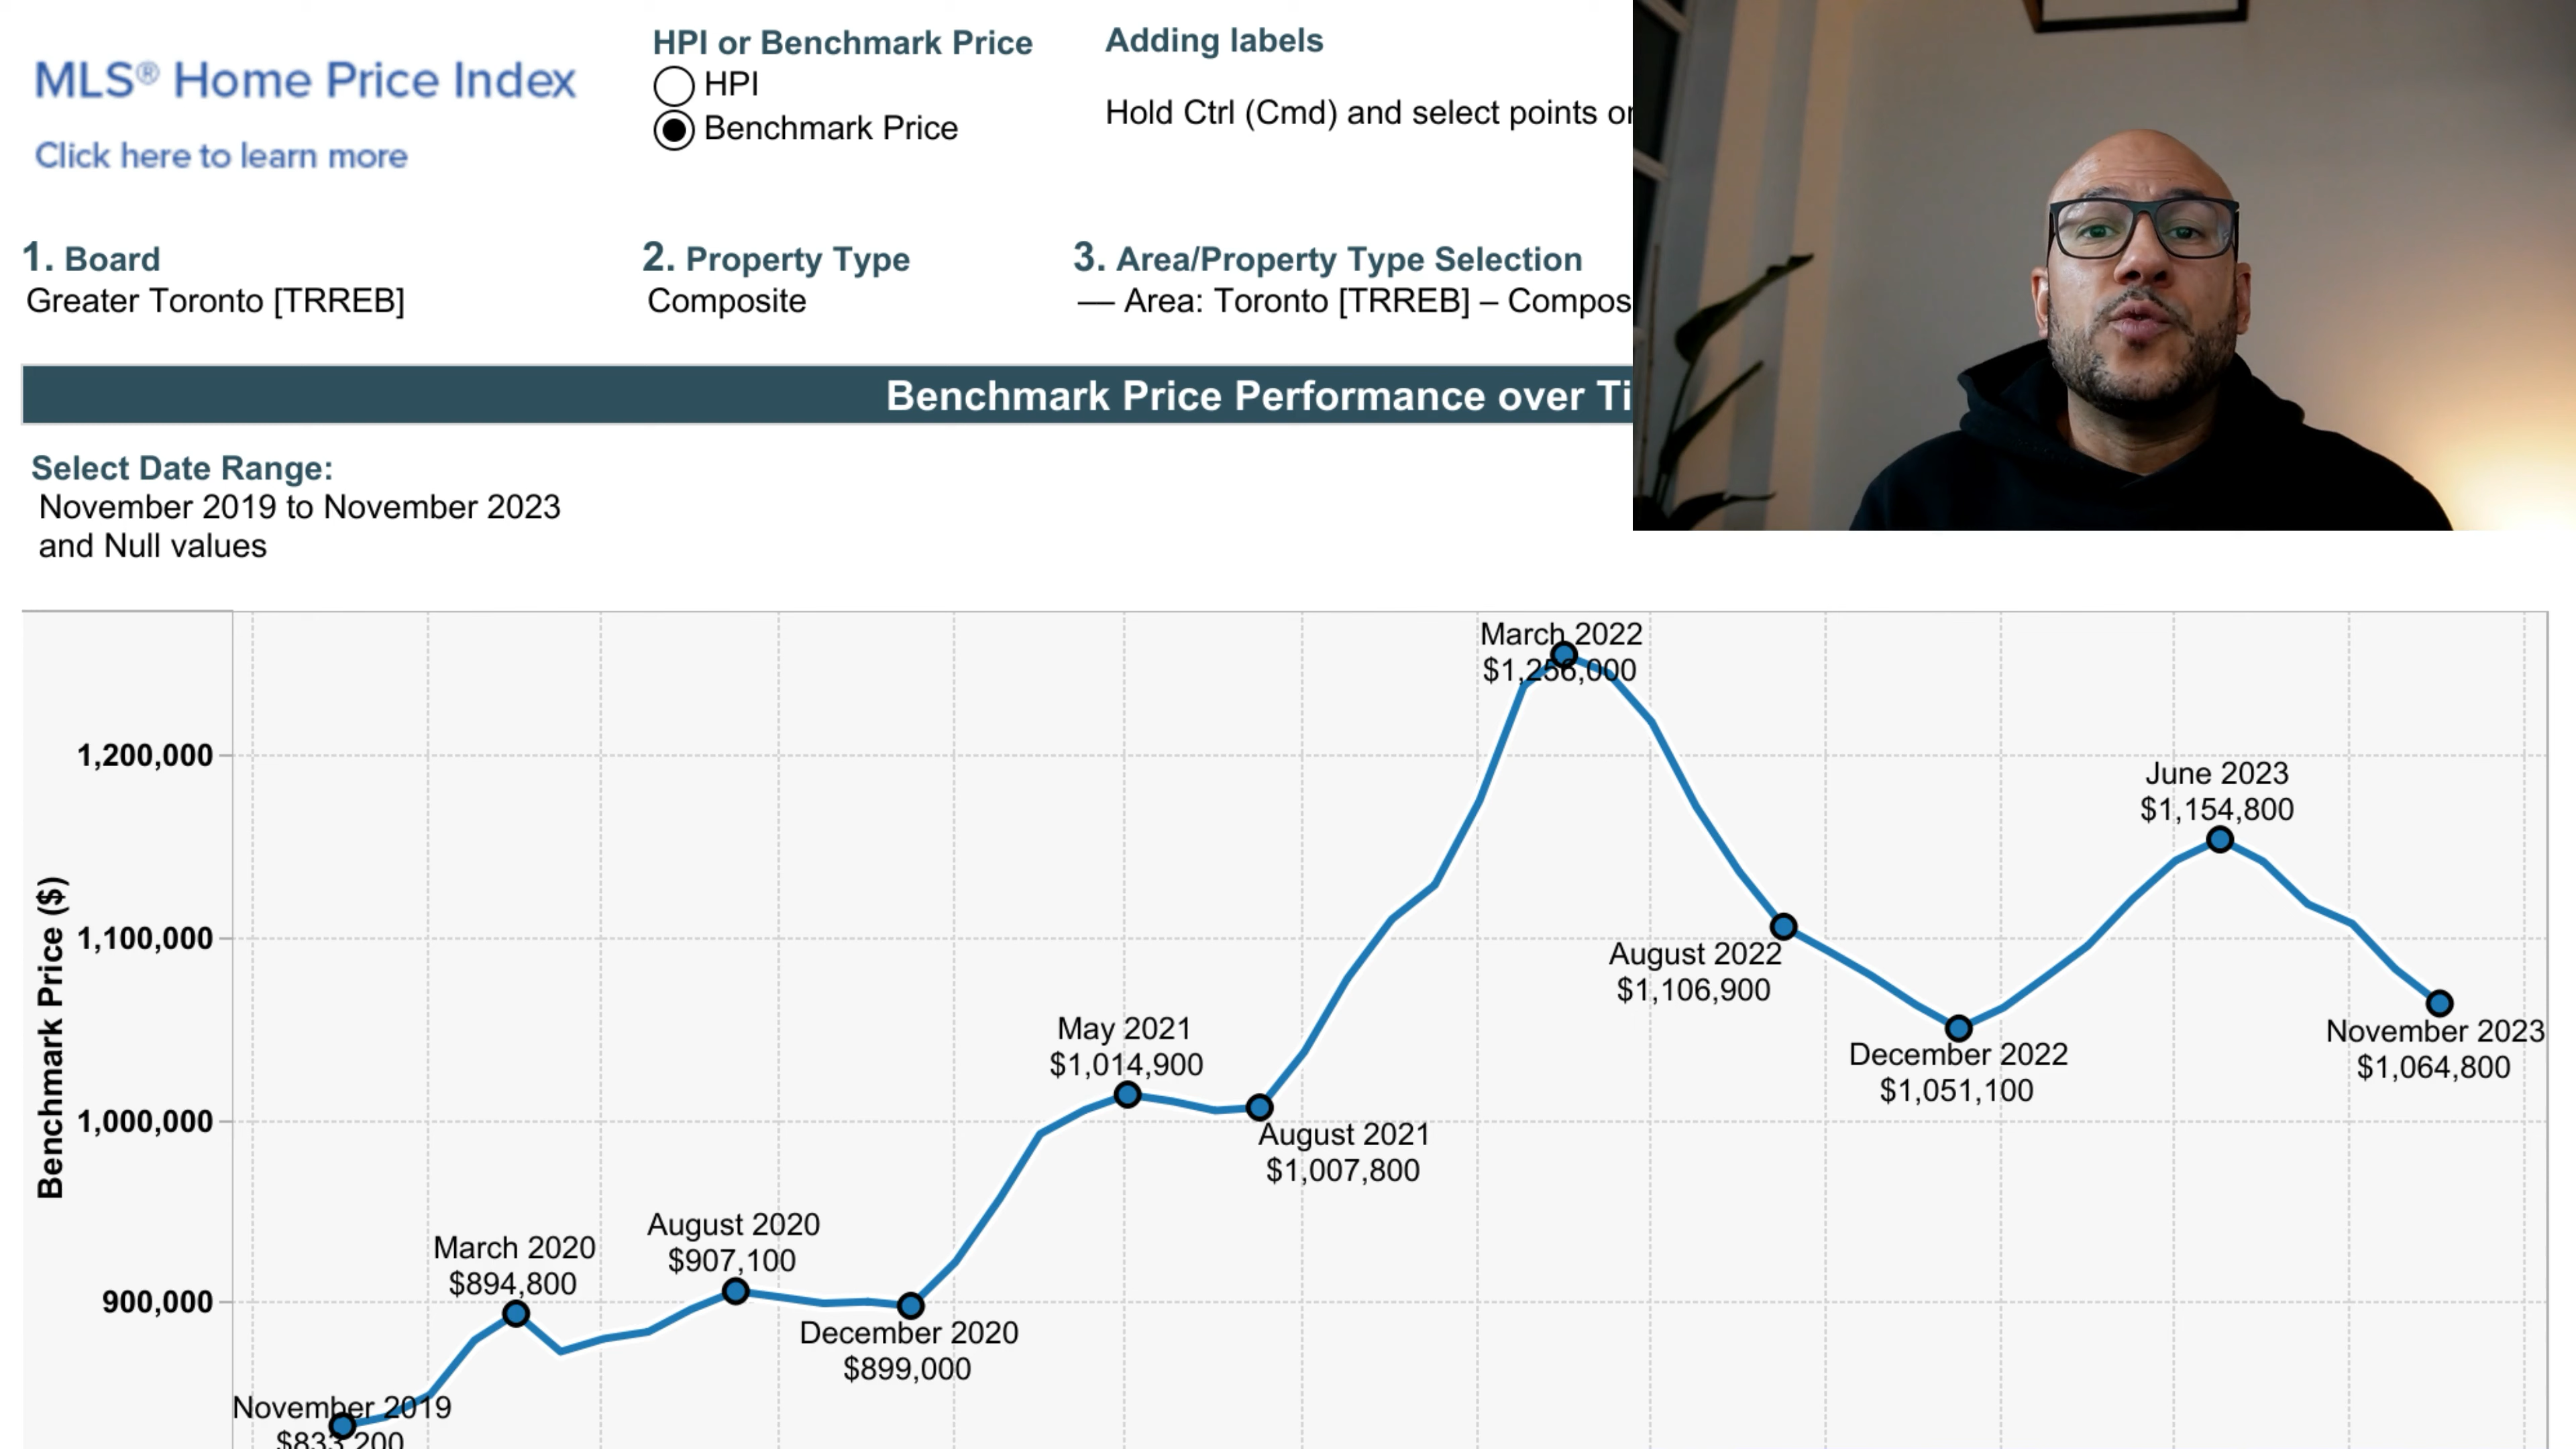 MLS® Home Price Index
Click here to learn more
HPI or Benchmark Price
HPI
Benchmark Price
Adding labels
Hold Ctrl (Cmd) and select points or
1. Board
Greater Toronto [TRREB]
2. Property Type
Composite
3. Area/Property Type Selection
— Area: Toronto [TRREB] – Compos
Benchmark Price Performance over Ti
Select Date Range:
November 2019 to November 2023
and Null values
Benchmark Price ($)
1,200,000
1,100,000
1,000,000
900,000
November 2019
$833,200
March 2020
$894,800
August 2020
$907,100
December 2020
$899,000
May 2021
$1,014,900
August 2021
$1,007,800
March 2022
August 2022
$1,106,900
December 2022
$1,051,100
June 2023
$1,154,800
November 2023
$1,064,800